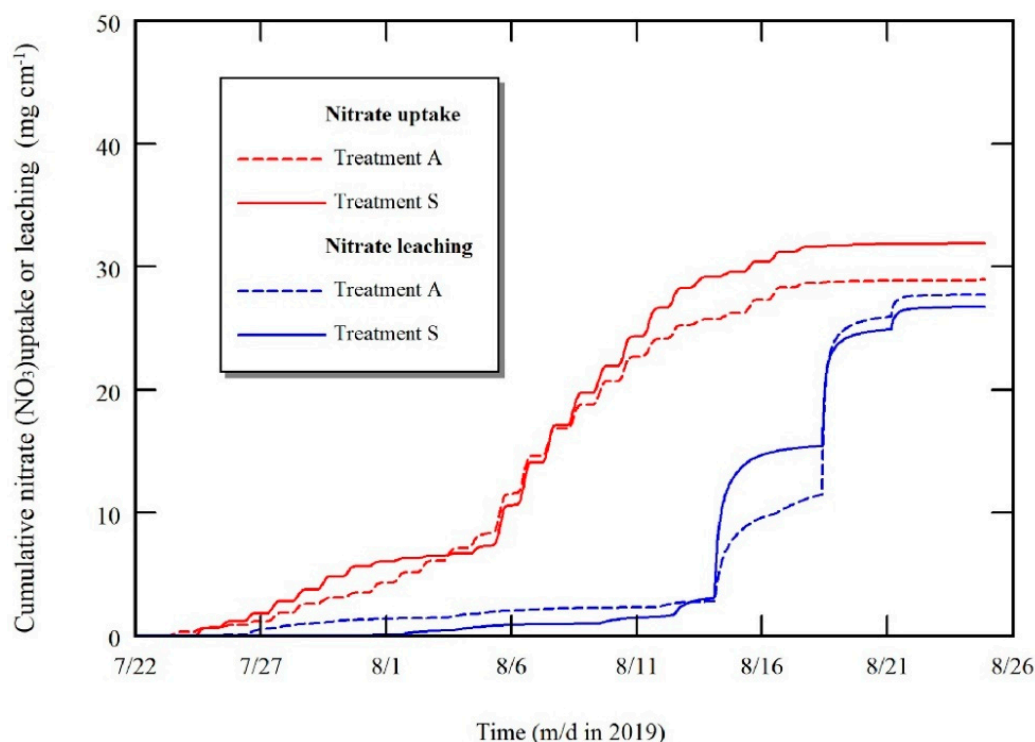 Cumulative nitrate (NO₃)uptake or leaching (mg cm⁻¹)
50
40
30
20
10
0
Nitrate uptake
Treatment A
Treatment S
Nitrate leaching
Treatment A
Treatment S
7/22 7/27 8/1 8/6 8/11 8/16 8/21 8/26
Time (m/d in 2019)